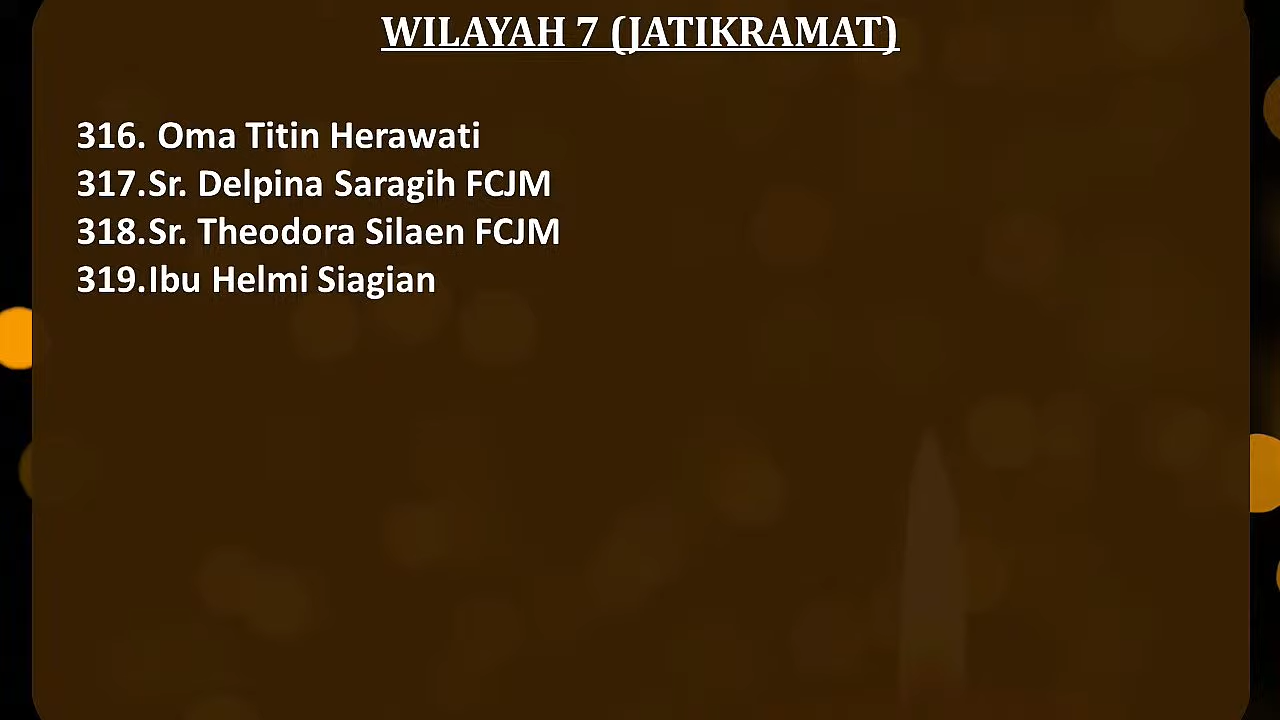 WILAYAH 7 (JATIKRAMAT)
316. Oma Titin Herawati
317.Sr. Delpina Saragih FCJM
318.Sr. Theodora Silaen FCJM
319.Ibu Helmi Siagian